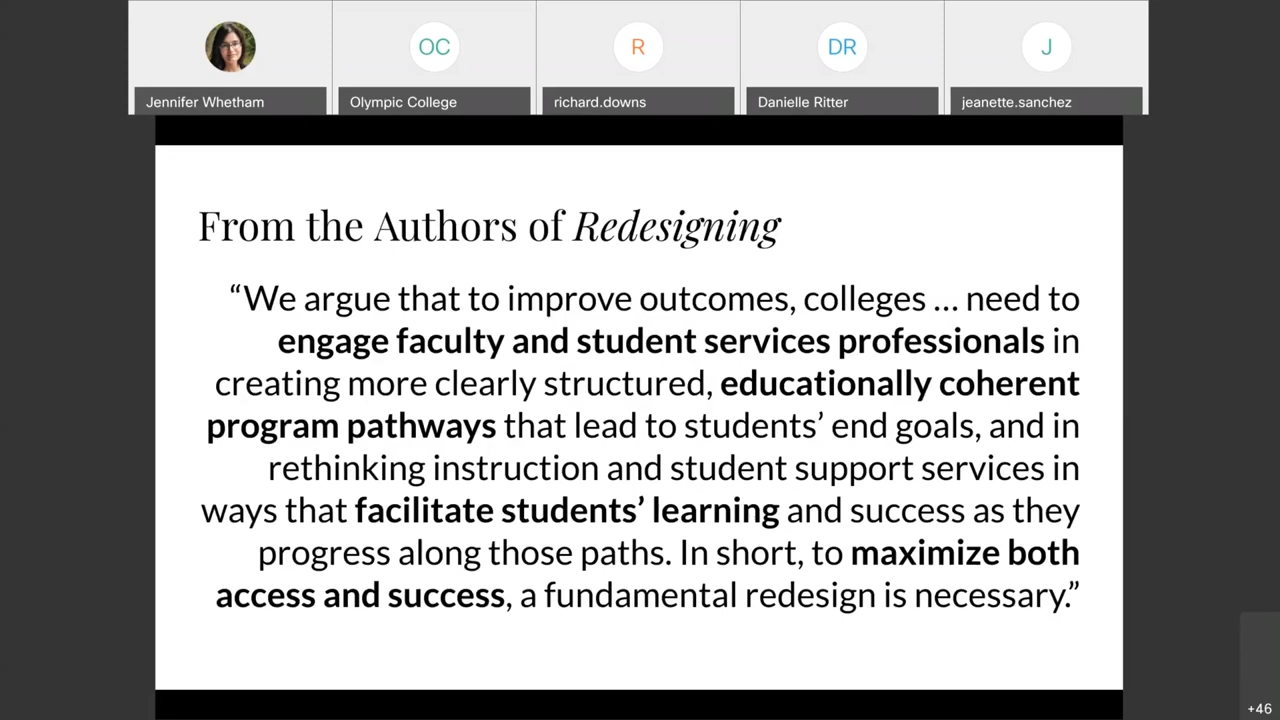 OC
R
DR
J
Jennifer Whetham
Olympic College
richard.downs
Danielle Ritter
jeanette.sanchez
From the Authors of Redesigning
“We argue that to improve outcomes, colleges ... need to
engage faculty and student services professionals in
creating more clearly structured, educationally coherent
program pathways that lead to students’ end goals, and in
rethinking instruction and student support services in
ways that facilitate students’ learning and success as they
progress along those paths. In short, to maximize both
access and success, a fundamental redesign is necessary.”
+46